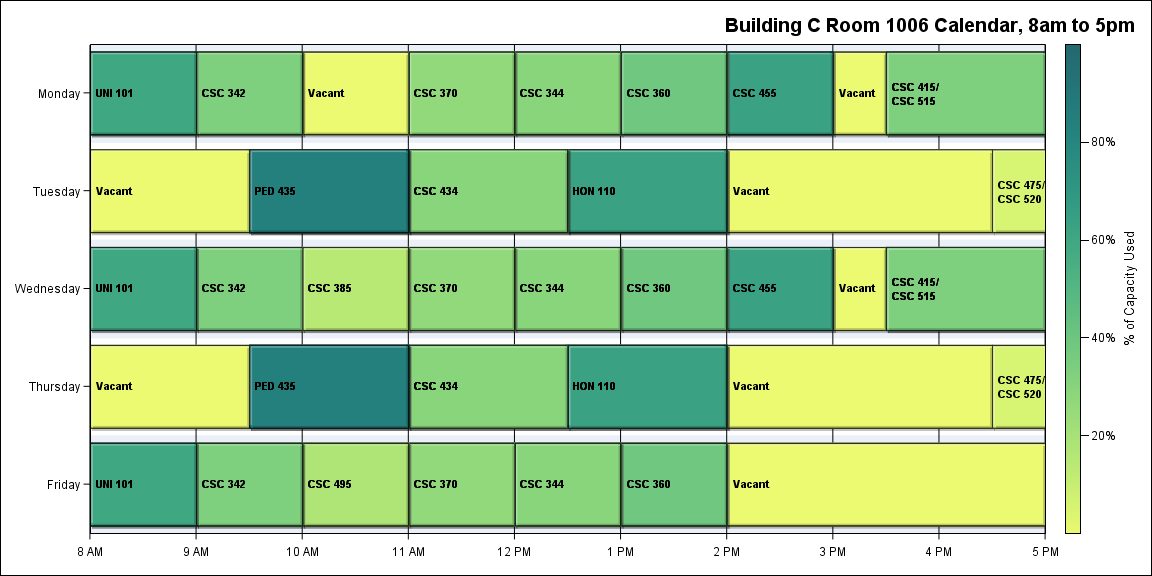 Building C Room 1006 Calendar, 8am to 5pm
Monday
UNI 101
CSC 342
Vacant
CSC 370
CSC 344
CSC 360
CSC 455
Vacant
CSC 415/
CSC 515
Tuesday
Vacant
PED 435
CSC 434
HON 110
Vacant
CSC 475/
CSC 520
Wednesday
UNI 101
CSC 342
CSC 385
CSC 370
CSC 344
CSC 360
CSC 455
Vacant
CSC 415/
CSC 515
Thursday
Vacant
PED 435
CSC 434
HON 110
Vacant
CSC 475/
CSC 520
Friday
UNI 101
CSC 342
CSC 495
CSC 370
CSC 344
CSC 360
Vacant
8 AM
9 AM
10 AM
11 AM
12 PM
1 PM
2 PM
3 PM
4 PM
5 PM
80%
60%
40%
20%
% of Capacity Used